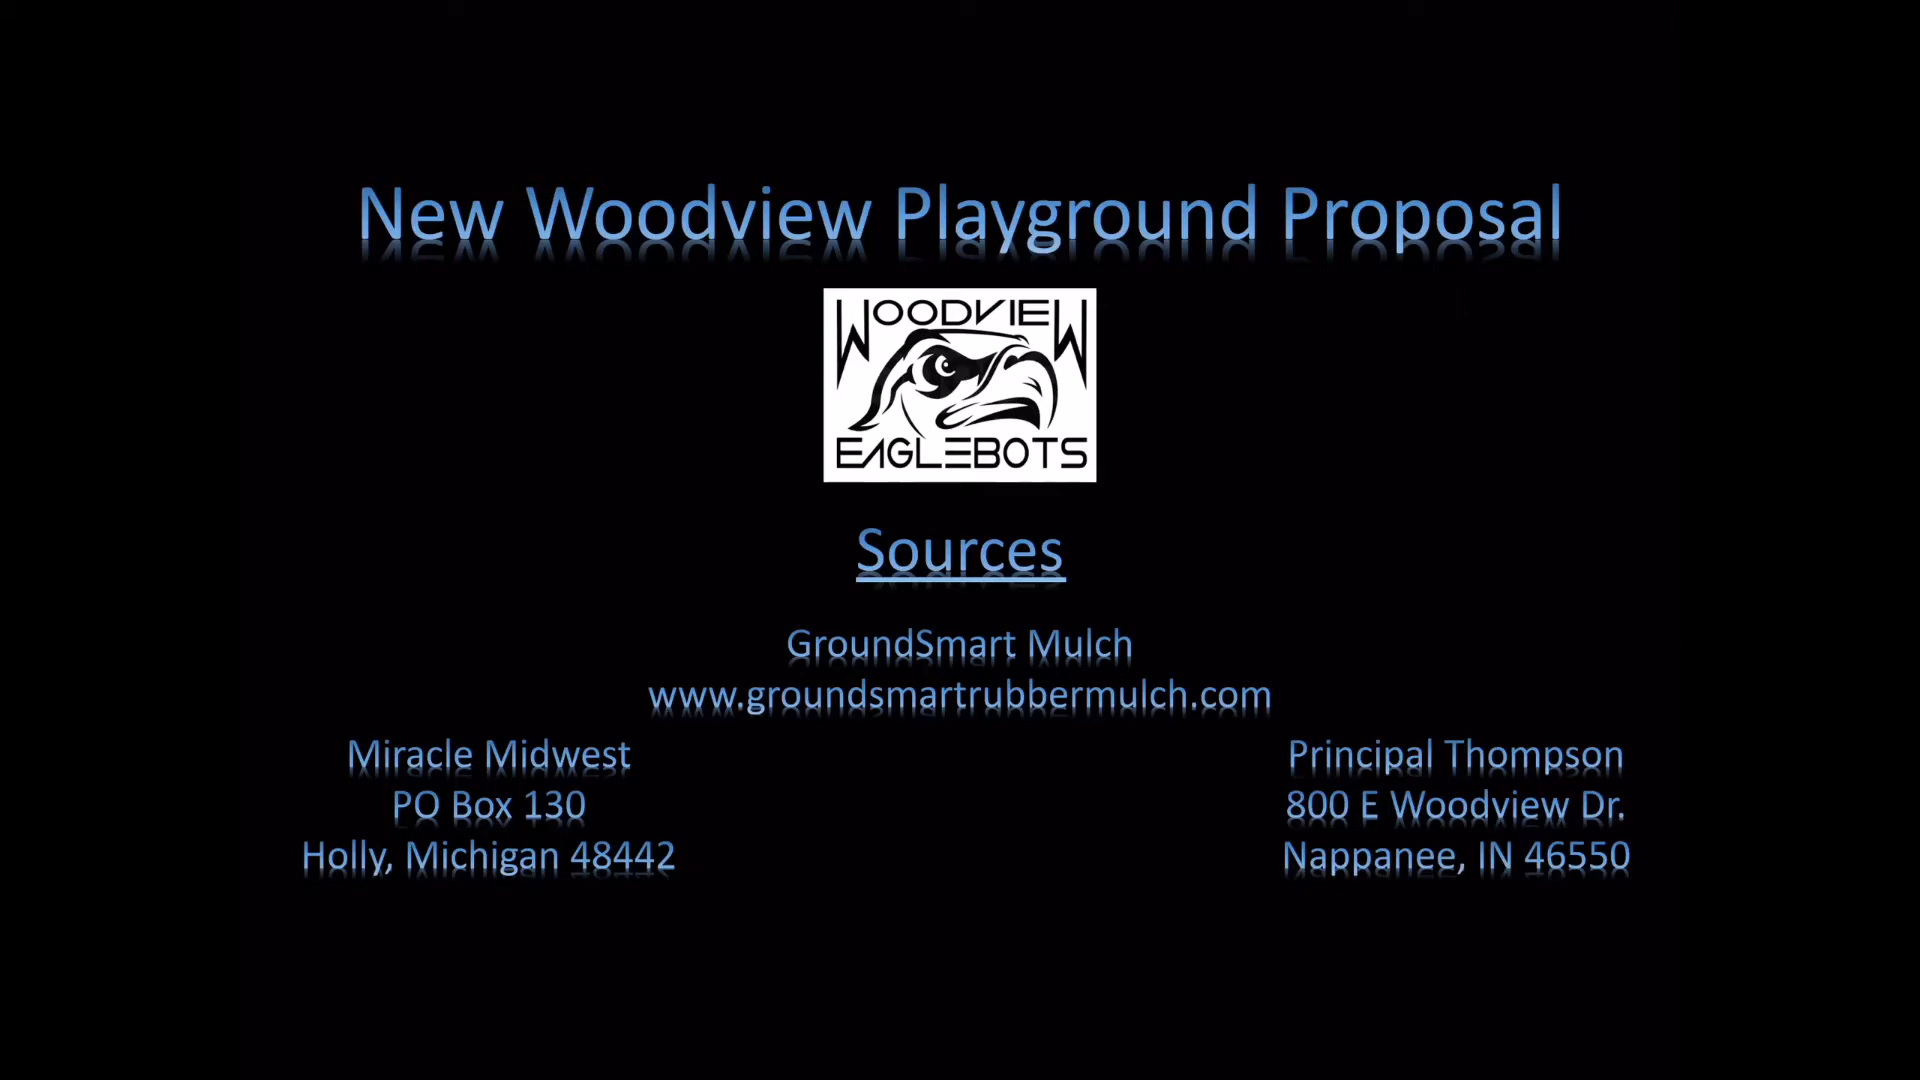 New Woodview Playground Proposal
WOODVIEW
EAGLEBOTS
Sources
GroundSmart Mulch
www.groundsmartrubbermulch.com
Miracle Midwest
PO Box 130
Holly, Michigan 48442
Principal Thompson
800 E Woodview Dr.
Nappanee, IN 46550